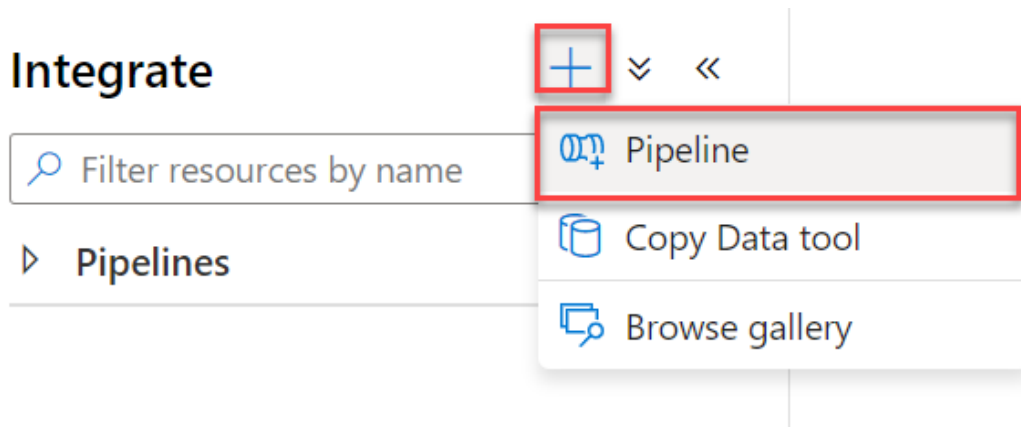 Integrate
Filter resources by name
Pipelines
Pipeline
Copy Data tool
Browse gallery